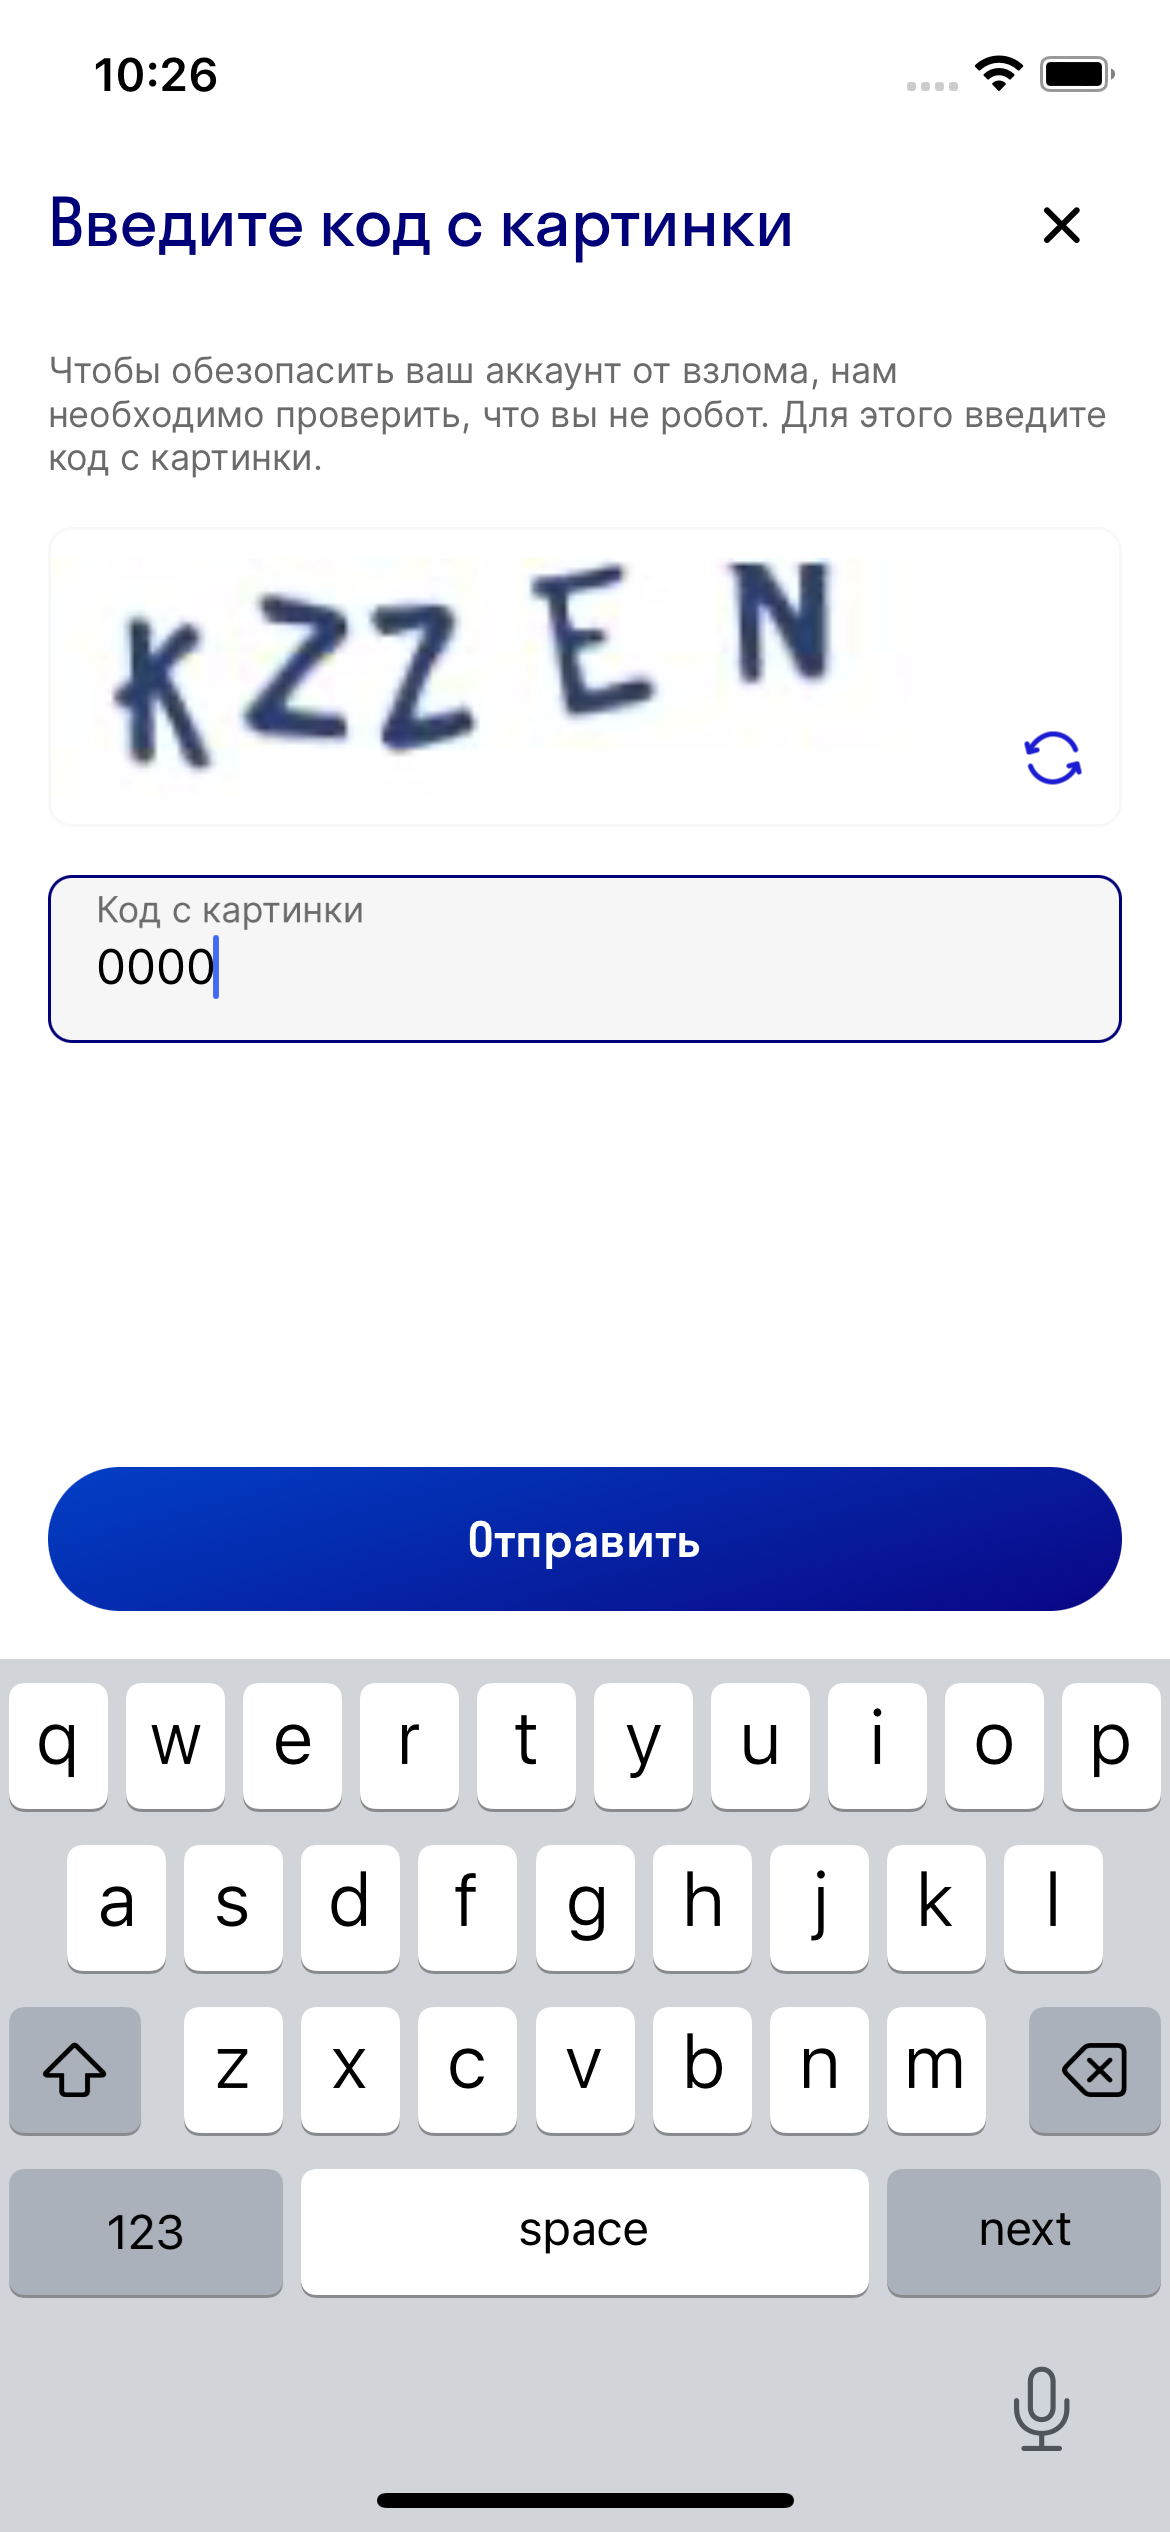 10:26
Введите код с картинки
Чтобы обезопасить ваш аккаунт от взлома, нам
необходимо проверить, что вы не робот. Для этого введите
код с картинки.
KZZEN
Код с картинки
0000
Отправить
q w e r t y u i o p
a s d f g h j k l
z x c v b n m
123 space next